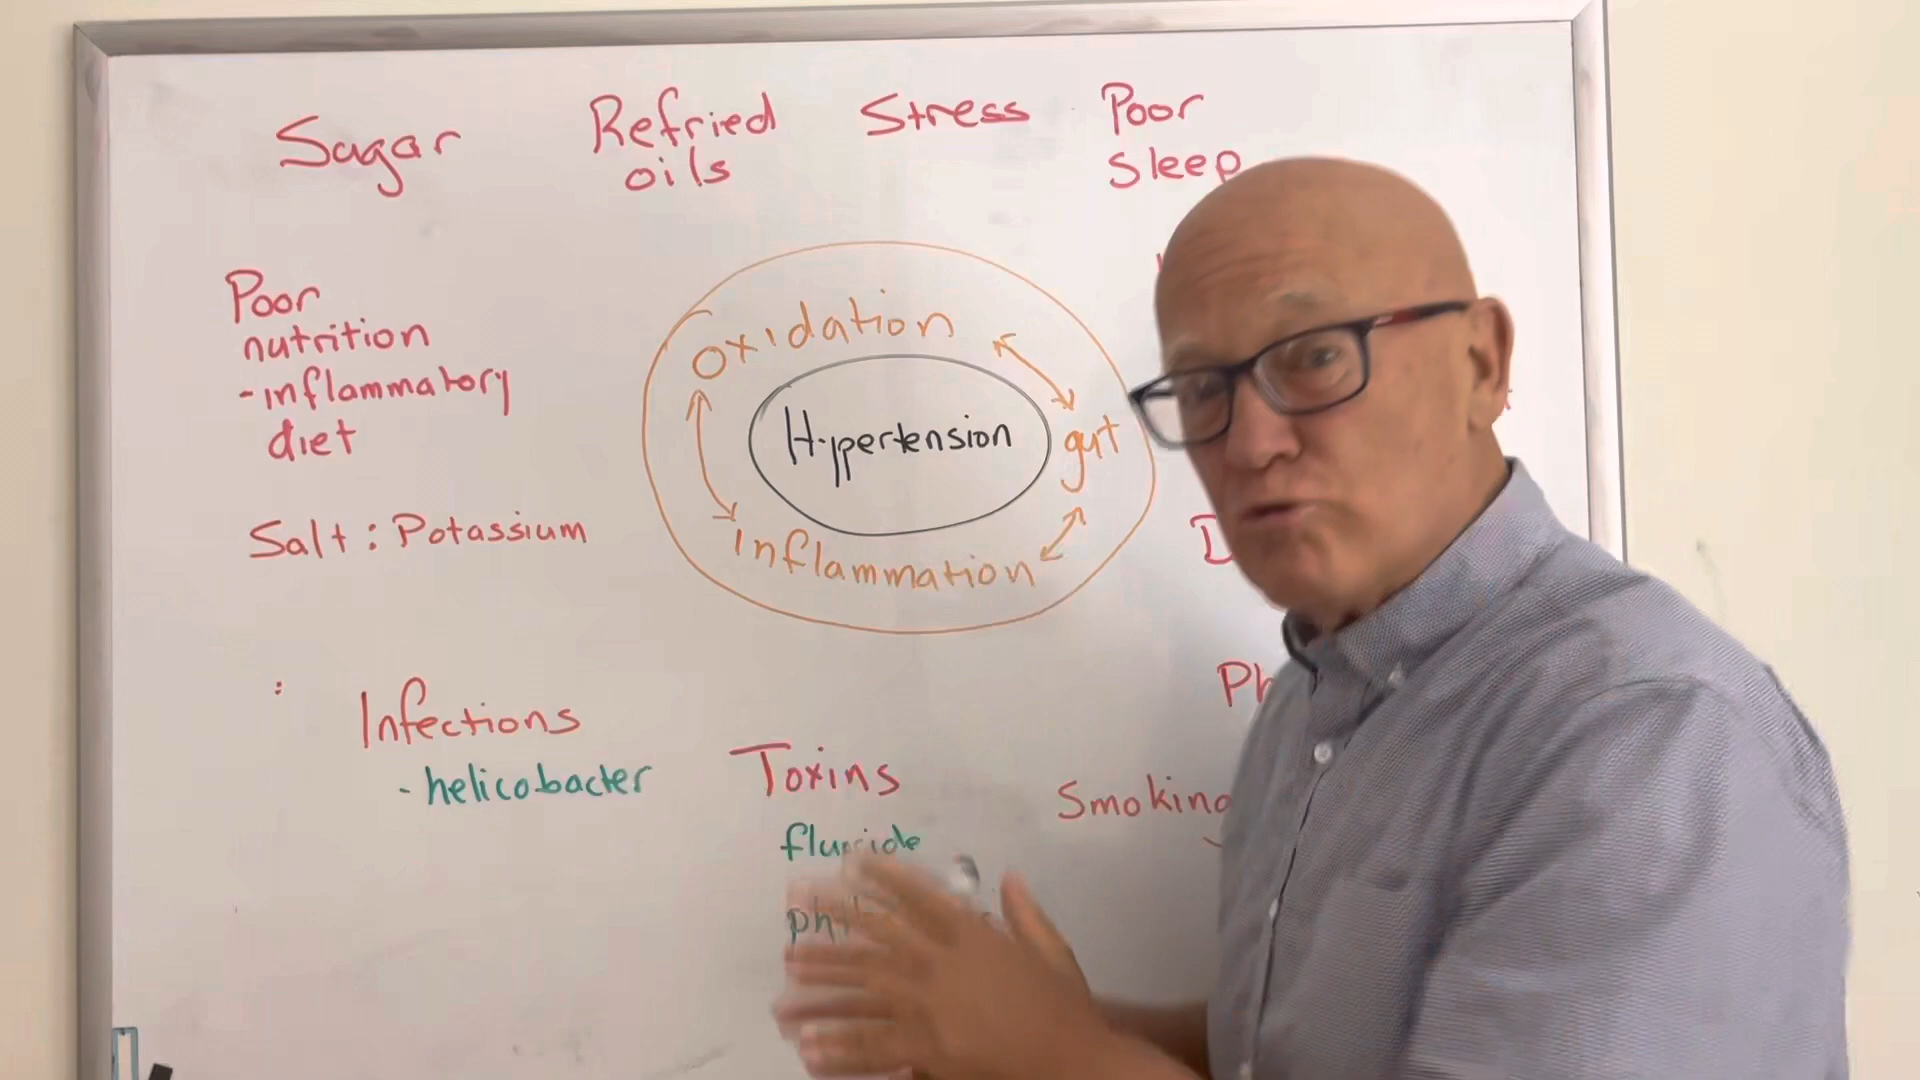 Sugar
Refried
oils
Stress
Poor
sleep
Poor
nutrition
-inflammatory
diet
oxidation
Hypertension
gut
Inflammation
Salt : Potassium
Infections
- helicobacter
Toxins
Smoking